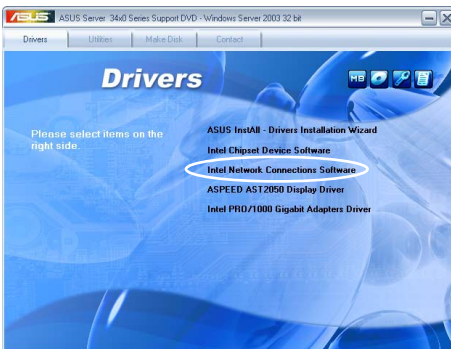 ASUS Server 34x0 Series Support DVD - Windows Server 2003 32 bit
Drivers Utilities Make Disk Contact
Drivers
MB
Please select items on the right side.
ASUS InstAll - Drivers Installation Wizard
Intel Chipset Device Software
Intel Network Connections Software
ASPEED AST2050 Display Driver
Intel PRO/1000 Gigabit Adapters Driver